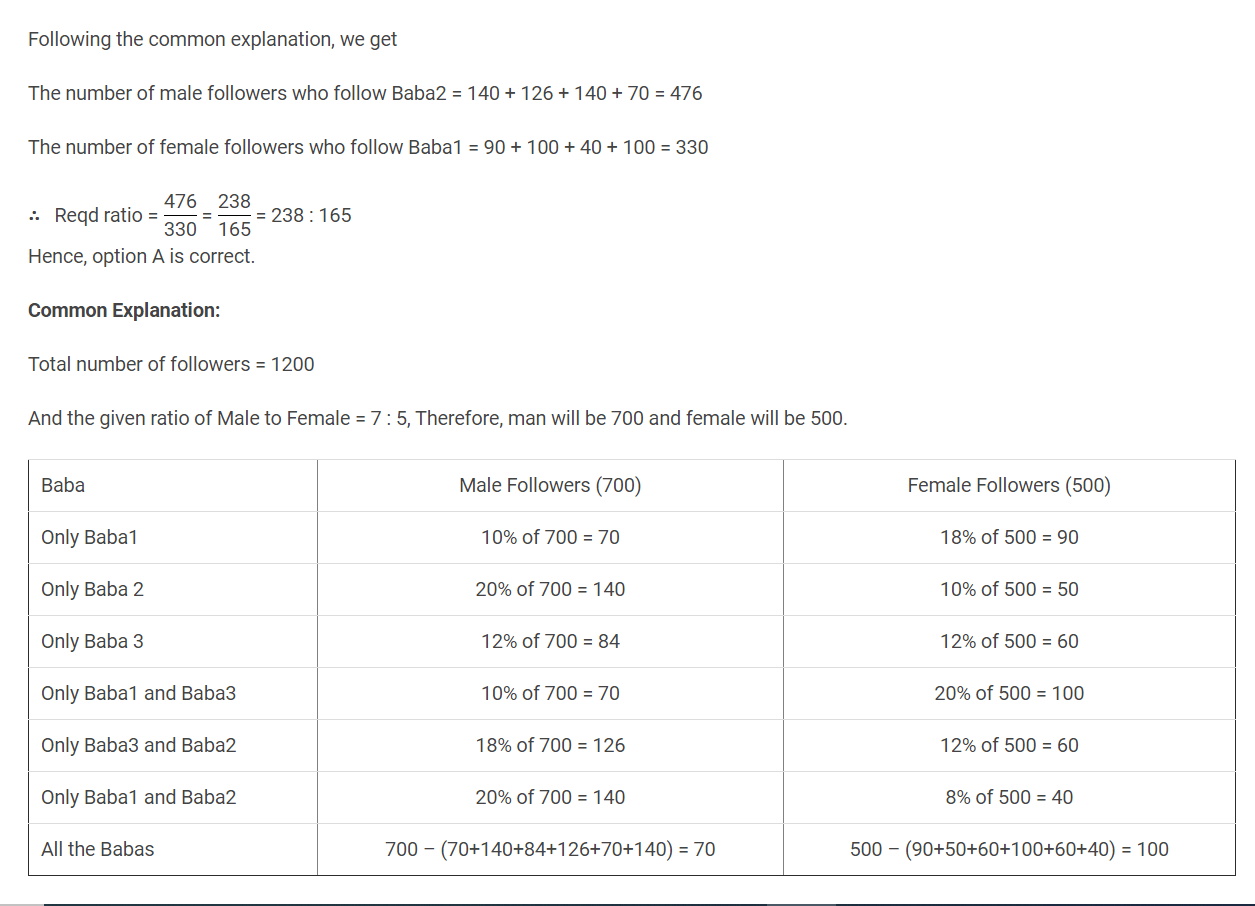 Following the common explanation, we get
The number of male followers who follow Baba2 = 140 + 126 + 140 + 70 = 476
The number of female followers who follow Baba1 = 90 + 100 + 40 + 100 = 330
∴ Reqd ratio = 476/330 = 238/165 = 238 : 165
Hence, option A is correct.
Common Explanation:
Total number of followers = 1200
And the given ratio of Male to Female = 7 : 5, Therefore, man will be 700 and female will be 500.
Baba Male Followers (700) Female Followers (500)
Only Baba1 10% of 700 = 70 18% of 500 = 90
Only Baba 2 20% of 700 = 140 10% of 500 = 50
Only Baba 3 12% of 700 = 84 12% of 500 = 60
Only Baba1 and Baba3 10% of 700 = 70 20% of 500 = 100
Only Baba3 and Baba2 18% of 700 = 126 12% of 500 = 60
Only Baba1 and Baba2 20% of 700 = 140 8% of 500 = 40
All the Babas 700 – (70+140+84+126+70+140) = 70 500 – (90+50+60+100+60+40) = 100